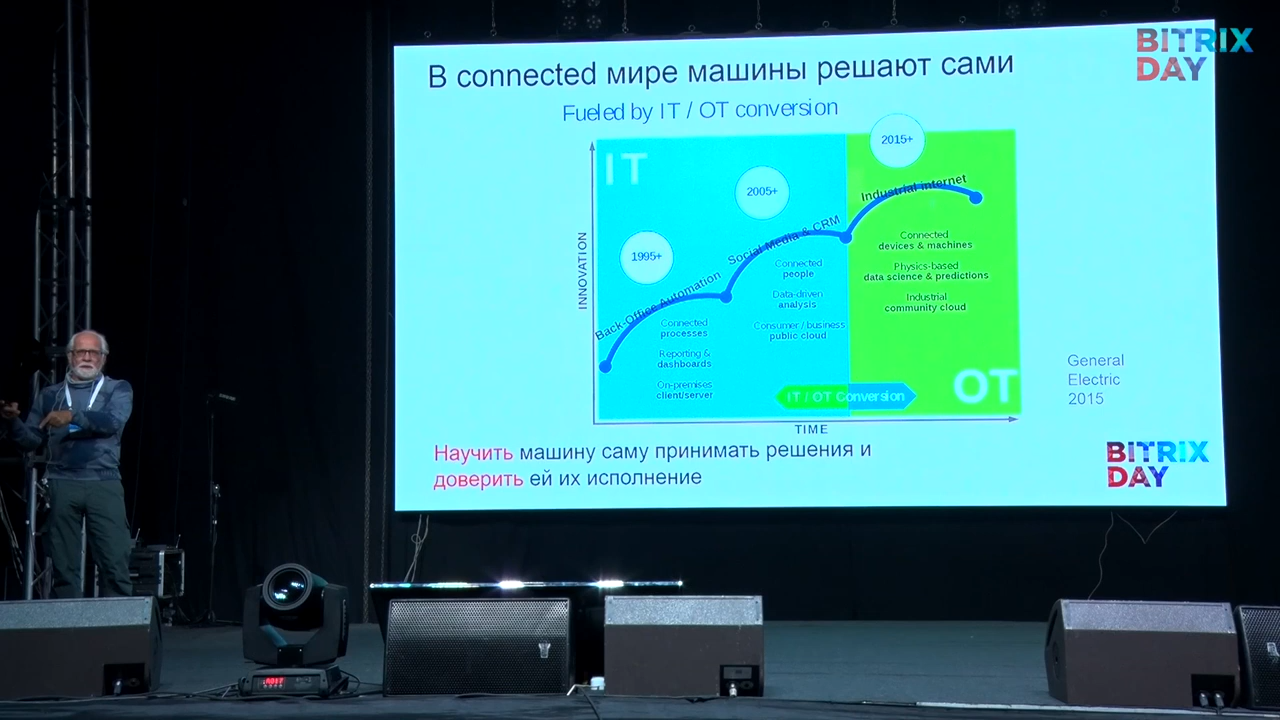 BITRIX
DAY
В connected мире машины решают сами
Fueled by IT / OT conversion
IT
2015+
2005+
1995+
Industrial internet
Social Media & CRM
Back-Office Automation
INNOVATION
Connected
devices & machines
Physics-based
data science & predictions
Industrial
community cloud
Connected
people
Data-driven
analysis
Consumer / business
public cloud
Connected
processes
Reporting &
dashboards
On-premises
client/server
OT
IT / OT Conversion
TIME
General
Electric
2015
Научить машину саму принимать решения и
доверить ей их исполнение
BITRIX
DAY